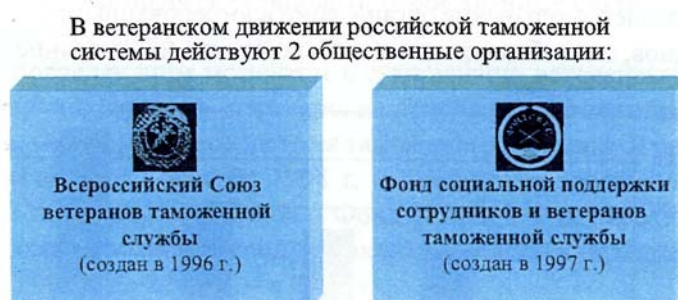 В ветеранском движении российской таможенной
системы действуют 2 общественные организации:
Всероссийский Союз
ветеранов таможенной
службы
(создан в 1996 г.)
Фонд социальной поддержки
сотрудников и ветеранов
таможенной службы
(создан в 1997 г.)